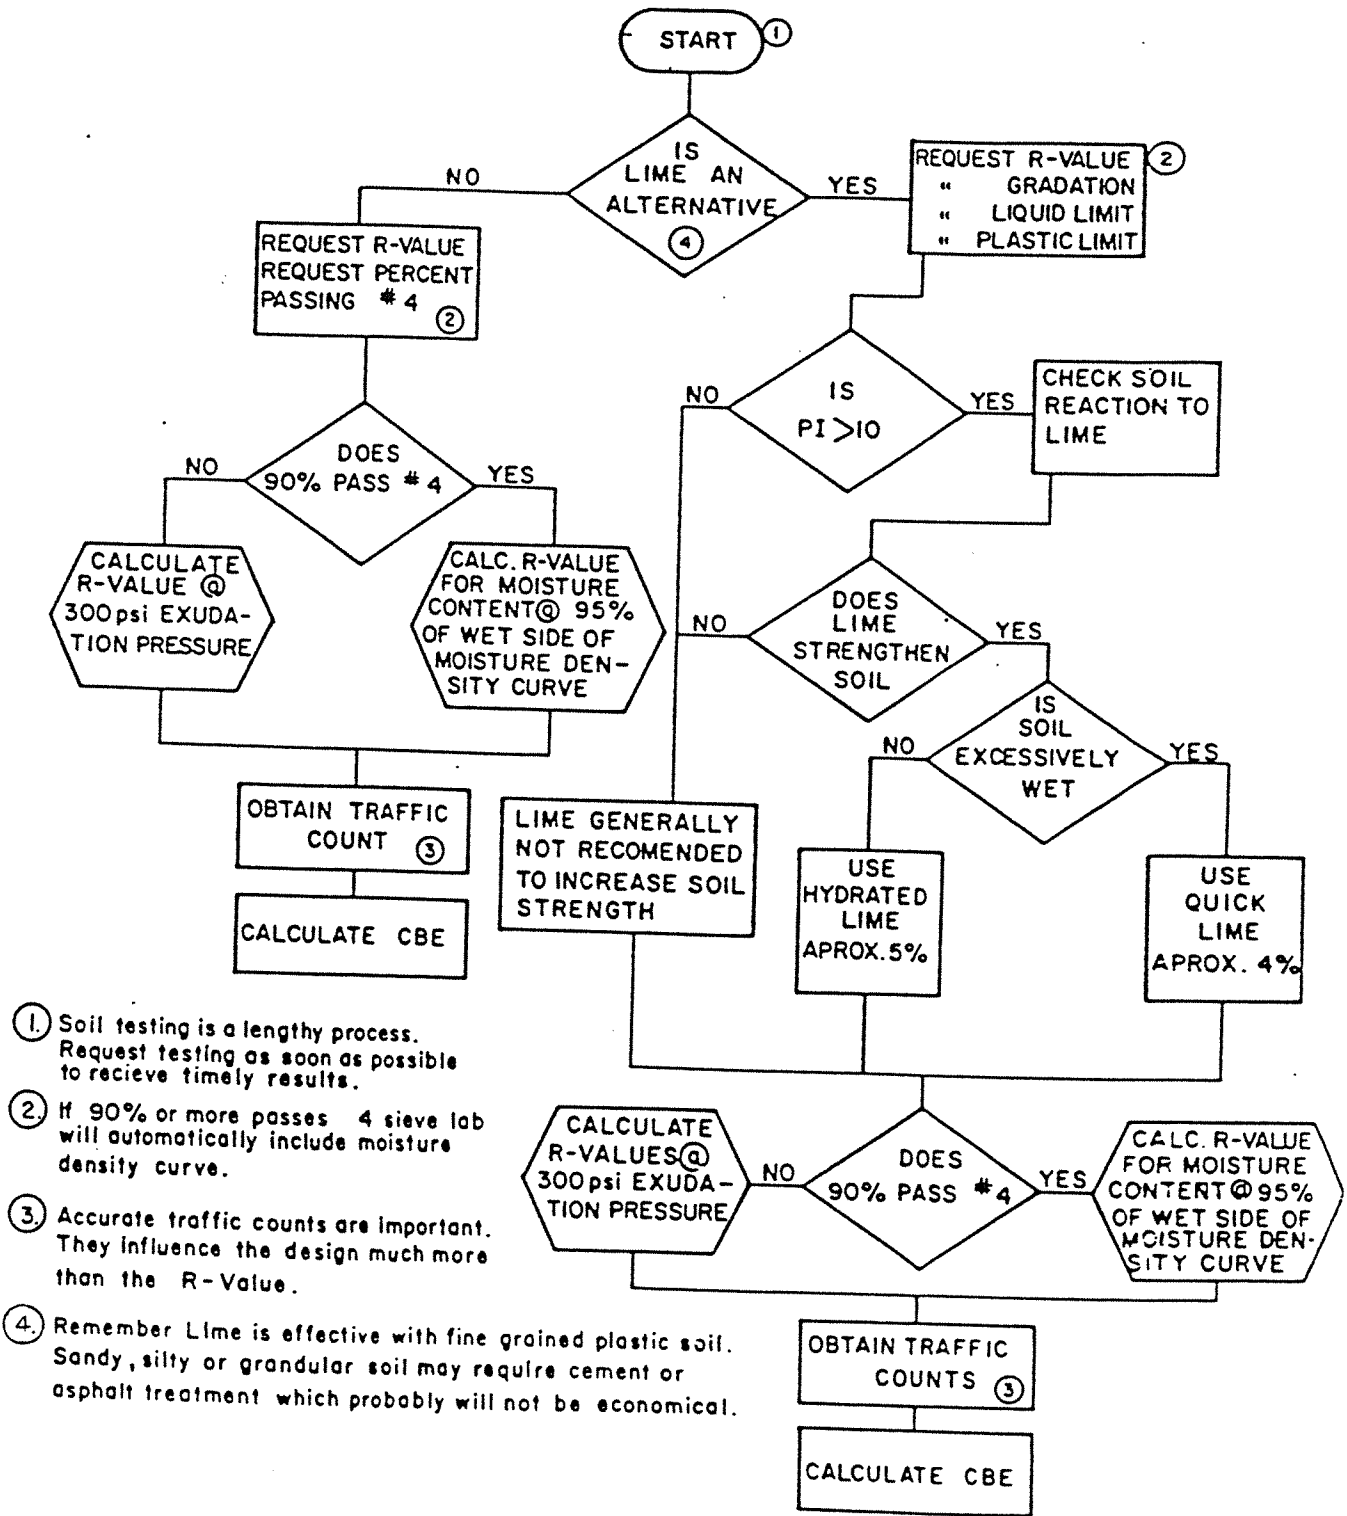 START ①
IS
LIME AN
ALTERNATIVE
④
NO
YES
REQUEST R-VALUE ②
" GRADATION
" LIQUID LIMIT
" PLASTIC LIMIT
REQUEST R-VALUE
REQUEST PERCENT
PASSING #4
②
DOES
90% PASS #4
NO
YES
CALCULATE
R-VALUE @
300 psi EXUDA-
TION PRESSURE
CALC. R-VALUE
FOR MOISTURE
CONTENT @ 95%
OF WET SIDE OF
MOISTURE DEN-
SITY CURVE
OBTAIN TRAFFIC
COUNT ③
CALCULATE CBE
IS
PI >10
NO
YES
CHECK SOIL
REACTION TO
LIME
DOES
LIME
STRENGTHEN
SOIL
NO
YES
IS
SOIL
EXCESSIVELY
WET
NO
YES
LIME GENERALLY
NOT RECOMENDED
TO INCREASE SOIL
STRENGTH
USE
HYDRATED
LIME
APROX. 5%
USE
QUICK
LIME
APROX. 4%
DOES
90% PASS #4
NO
YES
CALCULATE
R-VALUES @
300 psi EXUDA-
TION PRESSURE
CALC. R-VALUE
FOR MOISTURE
CONTENT @ 95%
OF WET SIDE OF
MOISTURE DEN-
SITY CURVE
OBTAIN TRAFFIC
COUNTS ③
CALCULATE CBE
①. Soil testing is a lengthy process.
Request testing as soon as possible
to recieve timely results.
②. If 90% or more passes 4 sieve lab
will automatically include moisture
density curve.
③. Accurate traffic counts are important.
They influence the design much more
than the R-Value.
④. Remember Lime is effective with fine grained plastic soil.
Sandy, silty or grandular soil may require cement or
asphalt treatment which probably will not be economical.